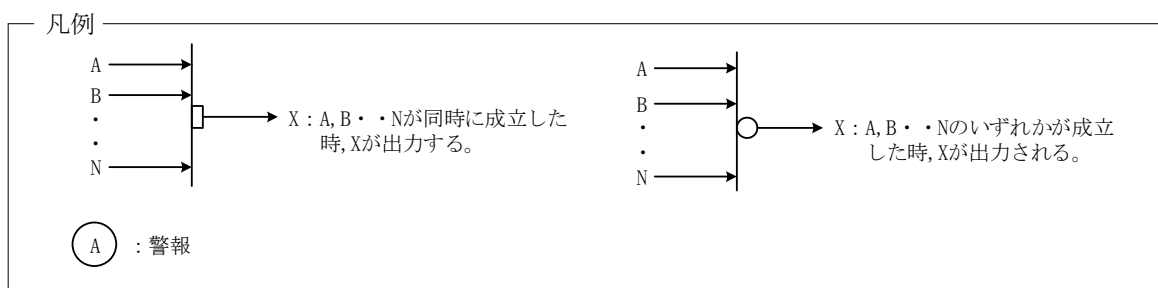 凡例
A
B
・
・
N
X：A,B・・Nが同時に成立した
時,Xが出力する。
A
B
・
・
N
X：A,B・・Nのいずれかが成立
した時,Xが出力される。
A ：警報